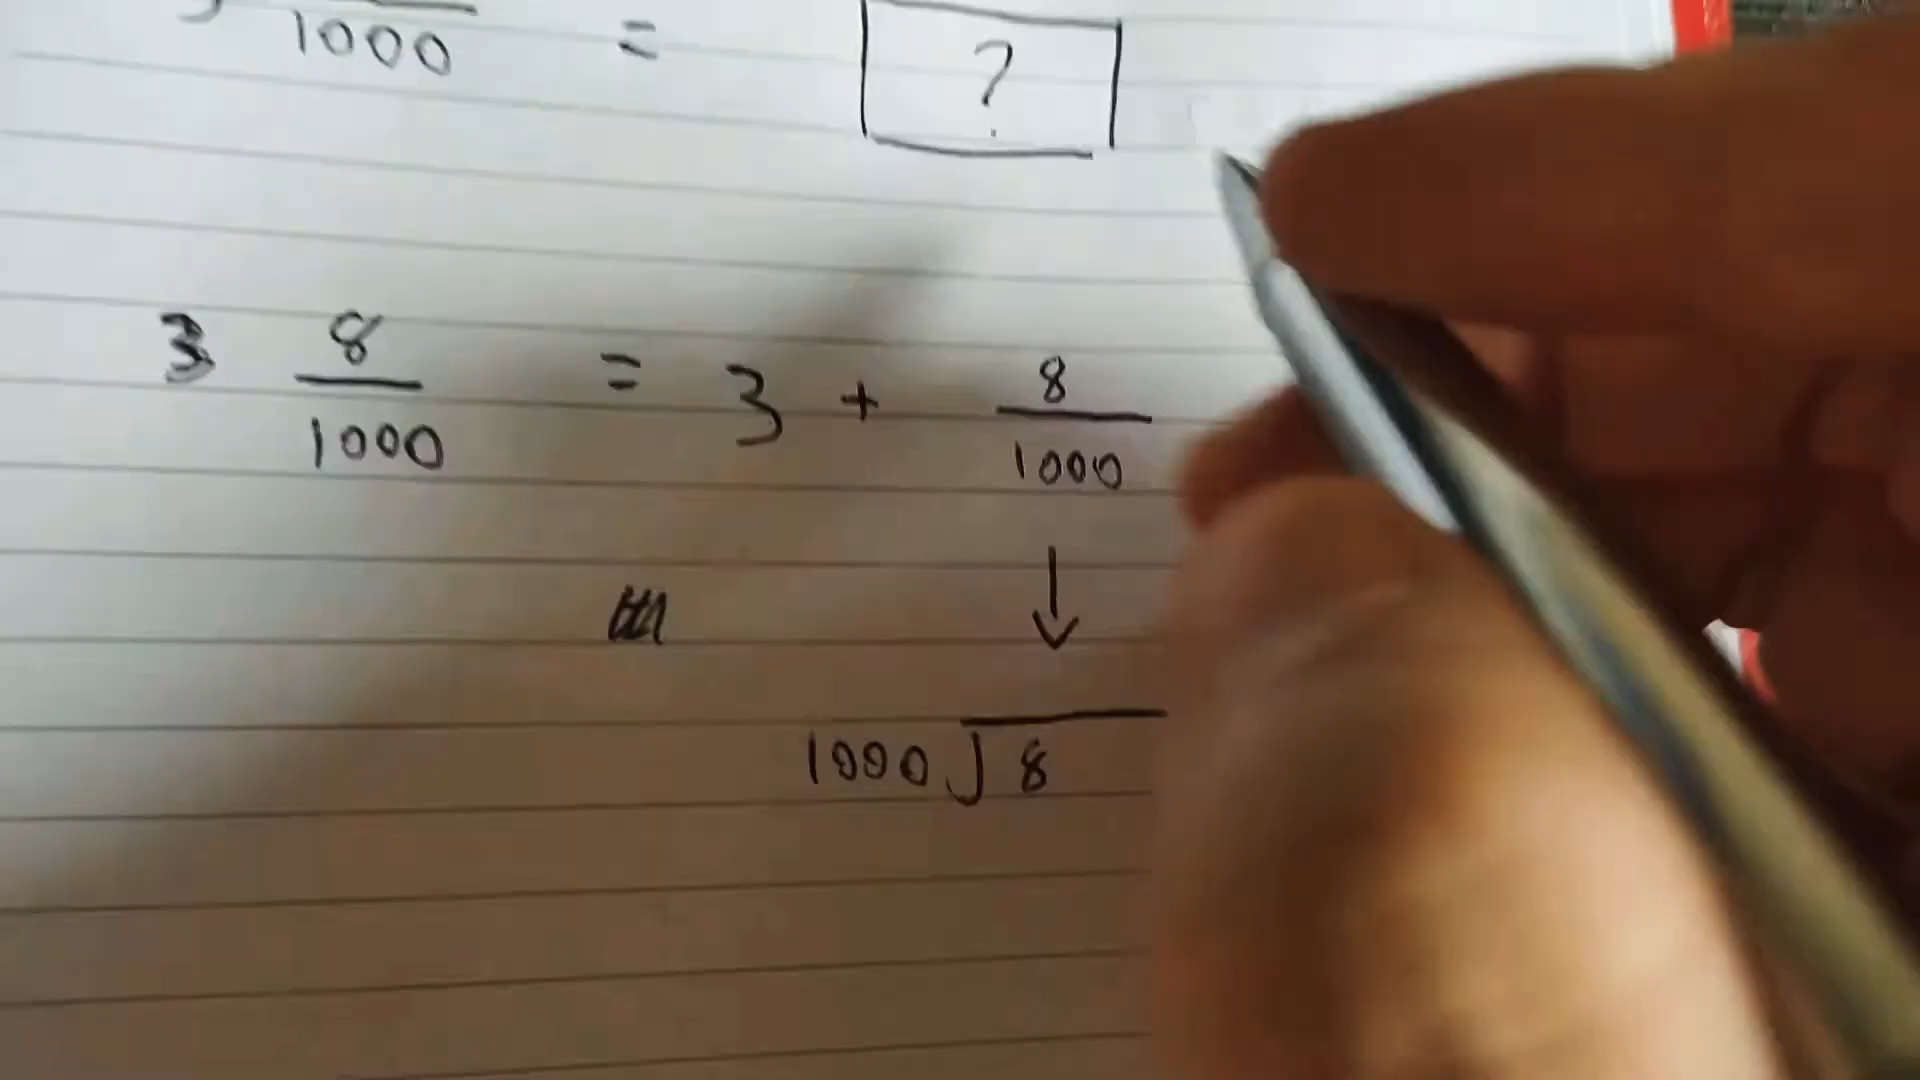 1000 =
?
3 8/1000 = 3 + 8/1000
↓
1000 ) 8